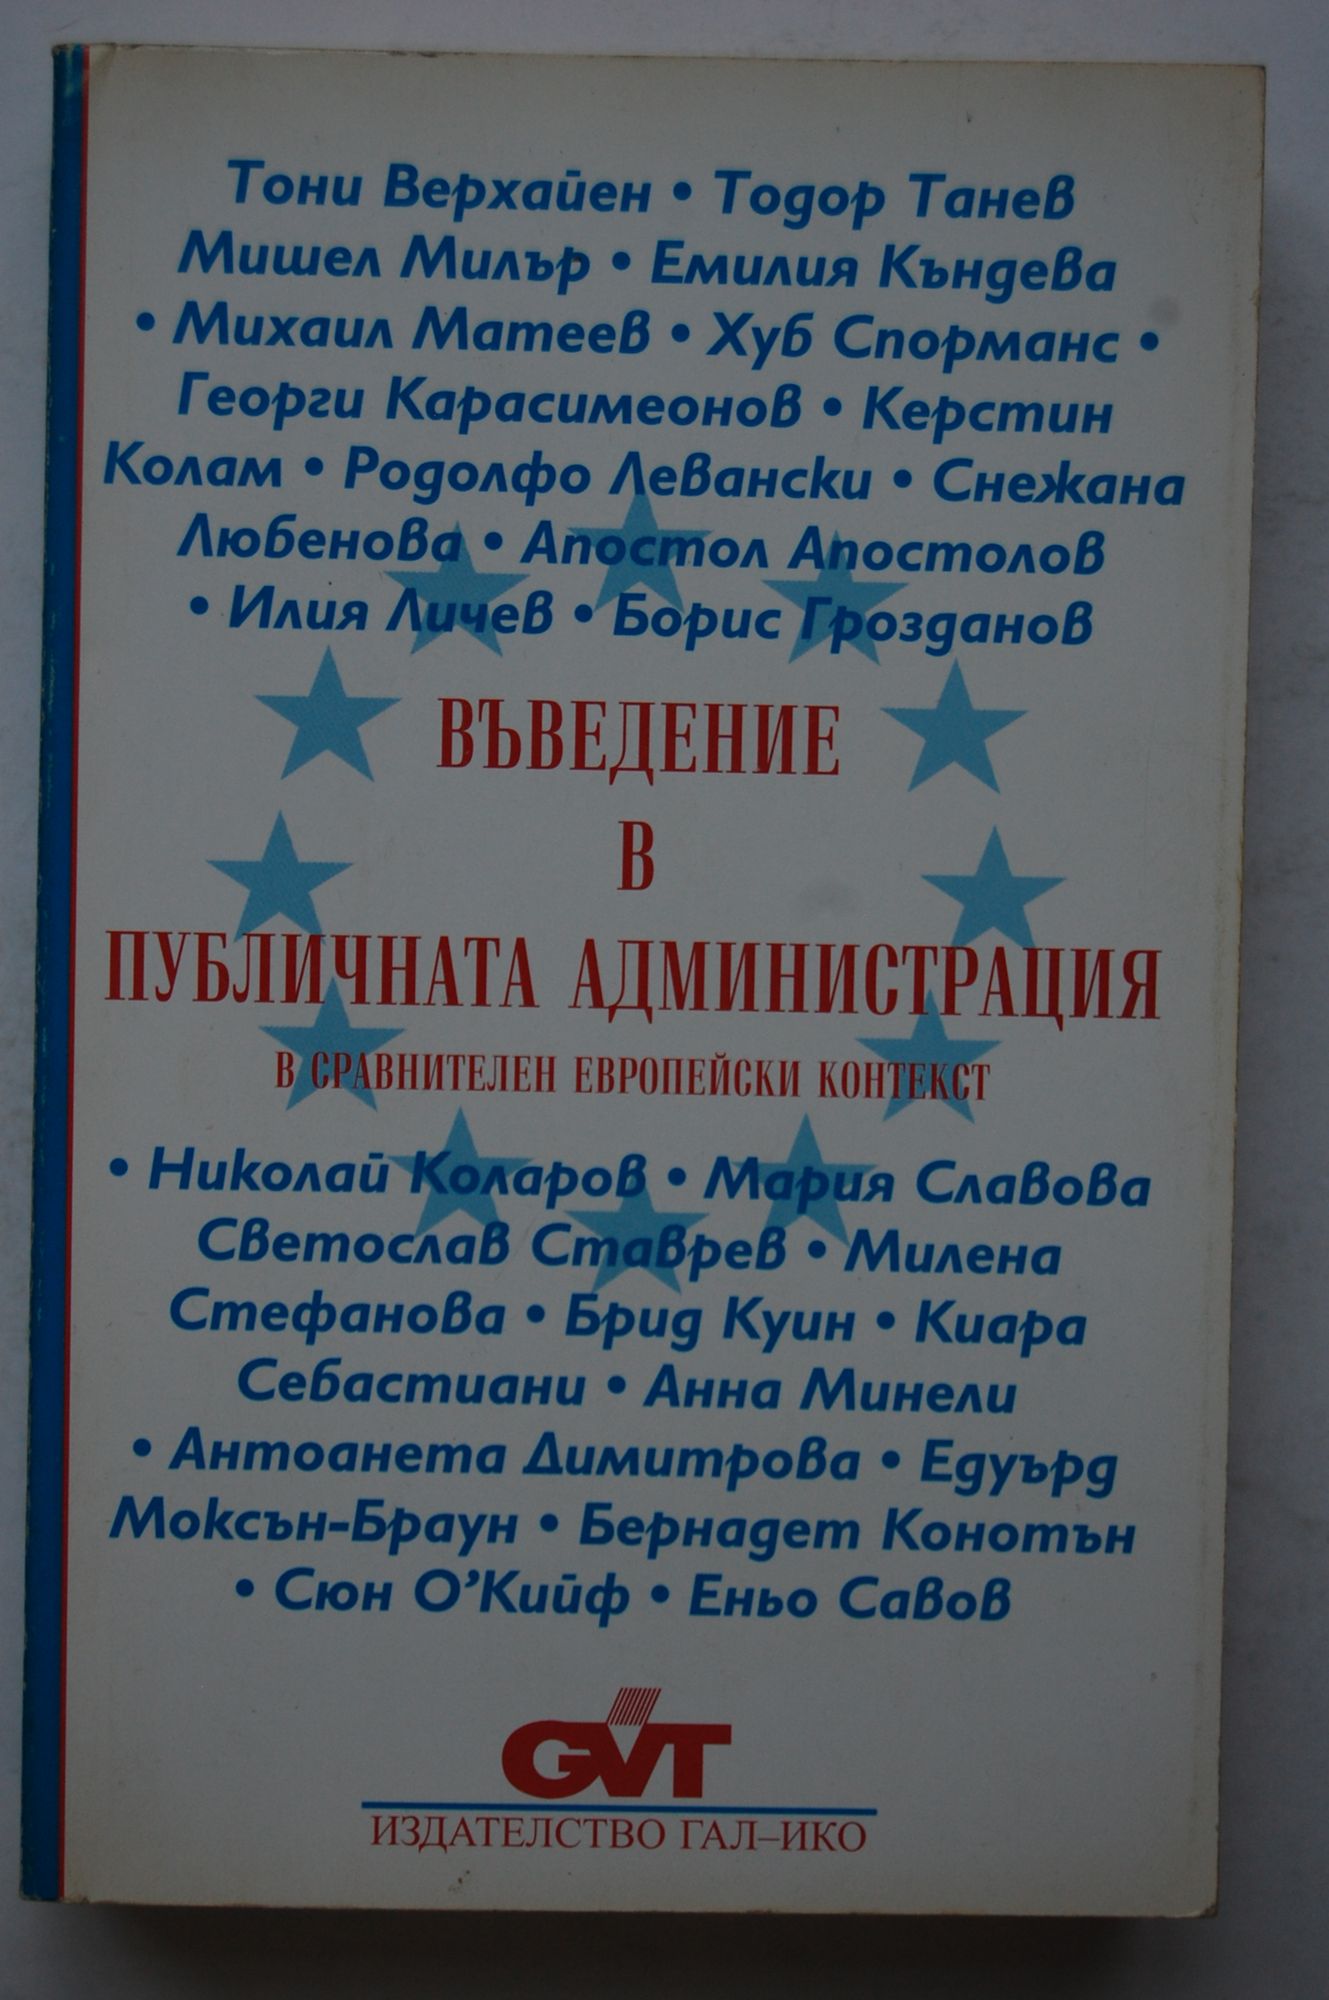 Тони Верхайен • Тодор Танев
Мишел Милър • Емилия Къндева
• Михаил Матеев • Хуб Спорманс •
Георги Карасимеонов • Керстин
Колам • Родолфо Левански • Снежана
Любенова • Апостол Апостолов
• Илия Личев • Борис Грозданов
ВЪВЕДЕНИЕ
В
ПУБЛИЧНАТА АДМИНИСТРАЦИЯ
В СРАВНИТЕЛЕН ЕВРОПЕЙСКИ КОНТЕКСТ
• Николай Коларов • Мария Славова
Светослав Ставрев • Милена
Стефанова • Брид Куин • Киара
Себастиани • Анна Минели
• Антоанета Димитрова • Едуърд
Моксън-Браун • Бернадет Конотън
• Сюн О'Кийф • Еньо Савов
GVT
ИЗДАТЕЛСТВО ГАЛ–ИКО